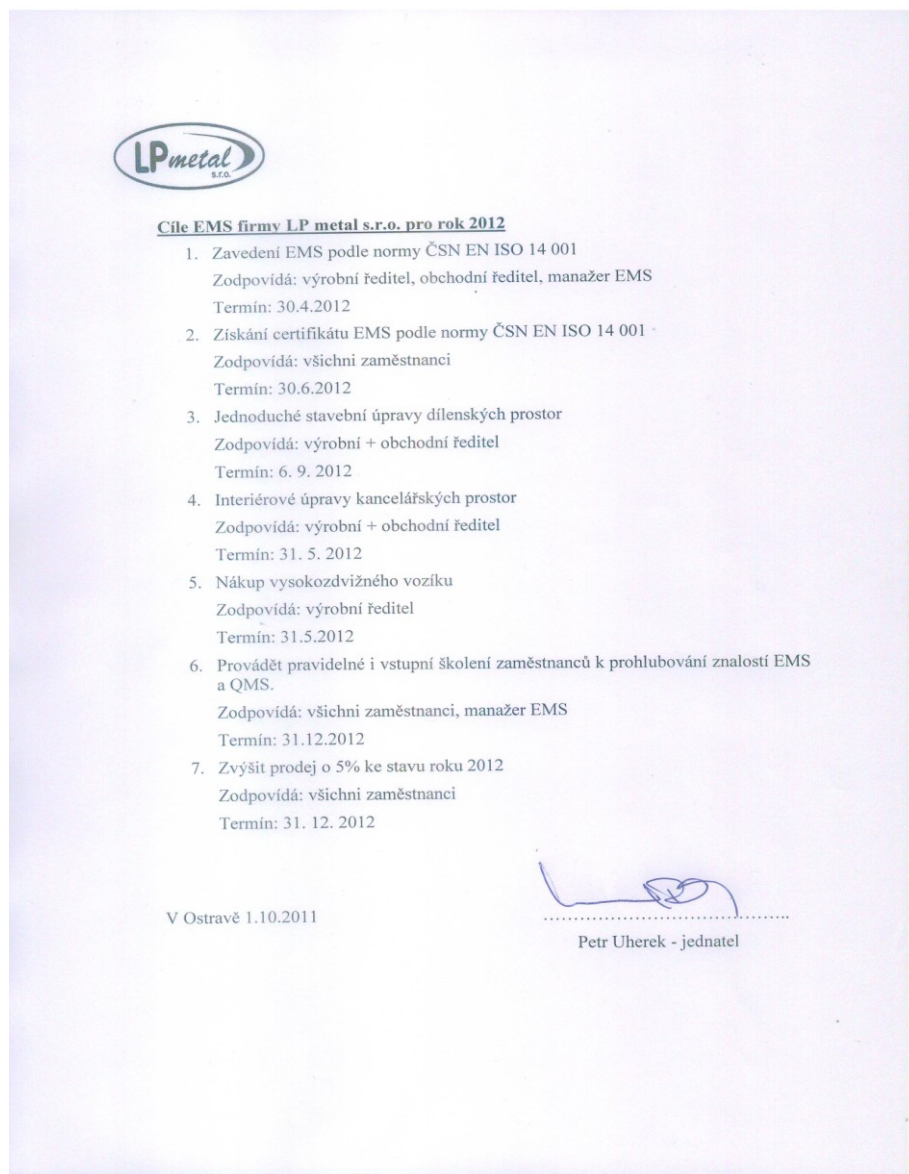 LPmetal
s.r.o.
Cíle EMS firmy LP metal s.r.o. pro rok 2012
1. Zavedení EMS podle normy ČSN EN ISO 14 001
Zodpovídá: výrobní ředitel, obchodní ředitel, manažer EMS
Termín: 30.4.2012
2. Získání certifikátu EMS podle normy ČSN EN ISO 14 001
Zodpovídá: všichni zaměstnanci
Termín: 30.6.2012
3. Jednoduché stavební úpravy dílenských prostor
Zodpovídá: výrobní + obchodní ředitel
Termín: 6. 9. 2012
4. Interiérové úpravy kancelářských prostor
Zodpovídá: výrobní + obchodní ředitel
Termín: 31. 5. 2012
5. Nákup vysokozdvižného vozíku
Zodpovídá: výrobní ředitel
Termín: 31.5.2012
6. Provádět pravidelné i vstupní školení zaměstnanců k prohlubování znalostí EMS
a QMS.
Zodpovídá: všichni zaměstnanci, manažer EMS
Termín: 31.12.2012
7. Zvýšit prodej o 5% ke stavu roku 2012
Zodpovídá: všichni zaměstnanci
Termín: 31. 12. 2012
V Ostravě 1.10.2011
Petr Uherek - jednatel